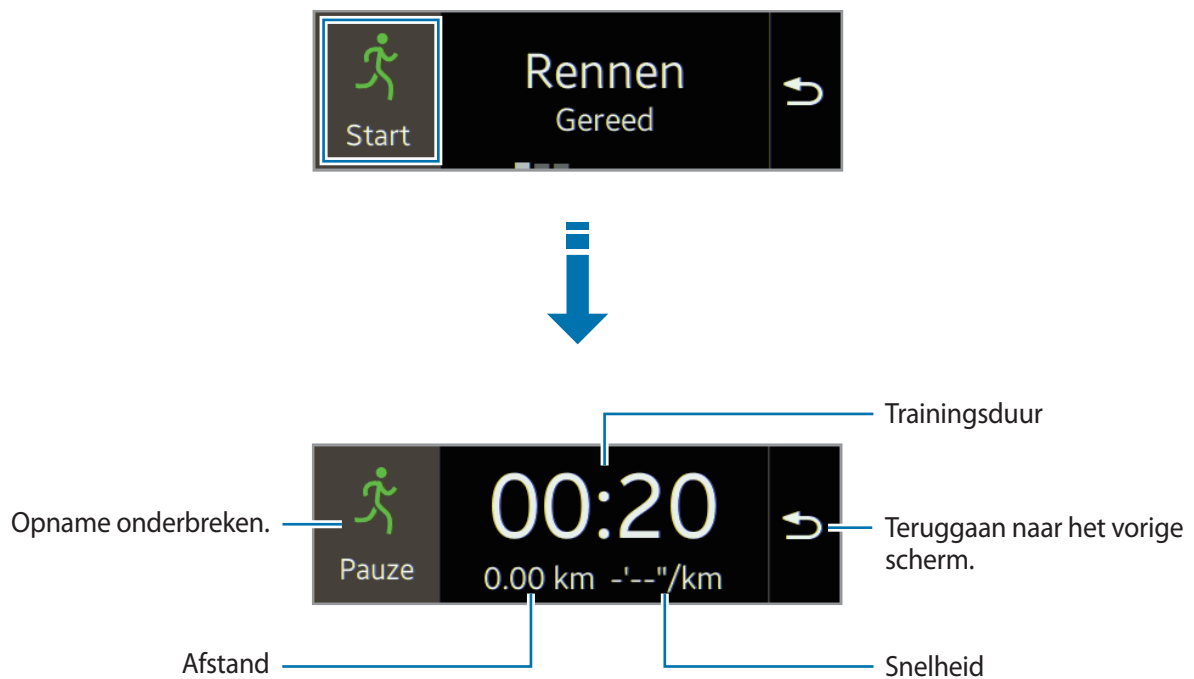 Rennen
Gereed
Start
Trainingsduur
00:20
Opname onderbreken.
Teruggaan naar het vorige
scherm.
Pauze
0.00 km -'--"/km
Afstand
Snelheid